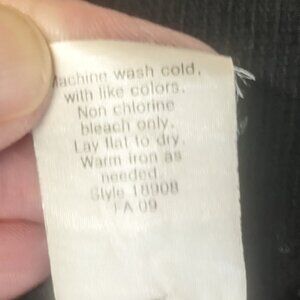 Machine wash cold,
with like colors.
Non chlorine
bleach only.
Lay flat to dry.
Warm iron as
needed.
Style 18908
FA 09